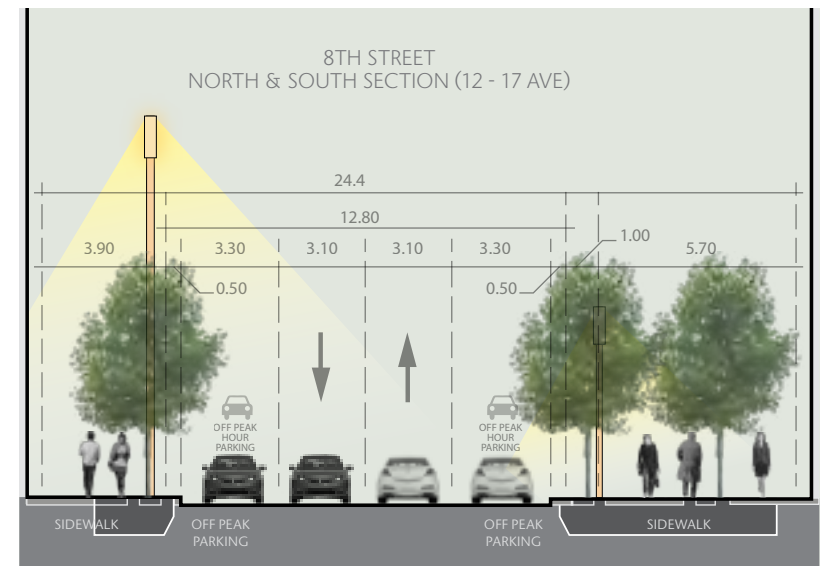 8TH STREET
NORTH & SOUTH SECTION (12 - 17 AVE)
24.4
12.80
1.00
3.90
3.30
3.10
3.10
3.30
5.70
0.50
0.50
OFF PEAK
HOUR
PARKING
OFF PEAK
HOUR
PARKING
SIDEWALK
OFF PEAK
PARKING
OFF PEAK
PARKING
SIDEWALK